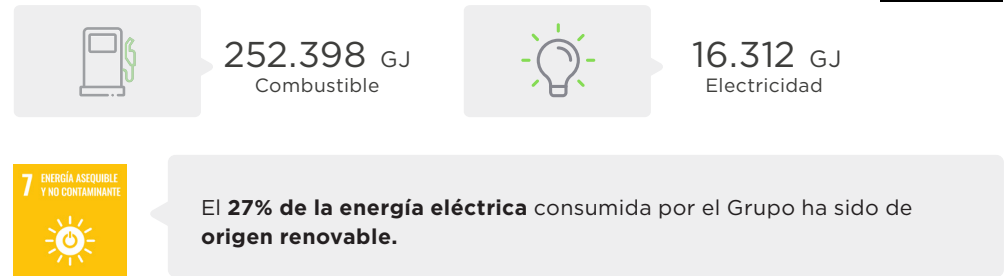 252.398 GJ
Combustible
16.312 GJ
Electricidad
7 ENERGÍA ASEQUIBLE
Y NO CONTAMINANTE
El 27% de la energía eléctrica consumida por el Grupo ha sido de
origen renovable.